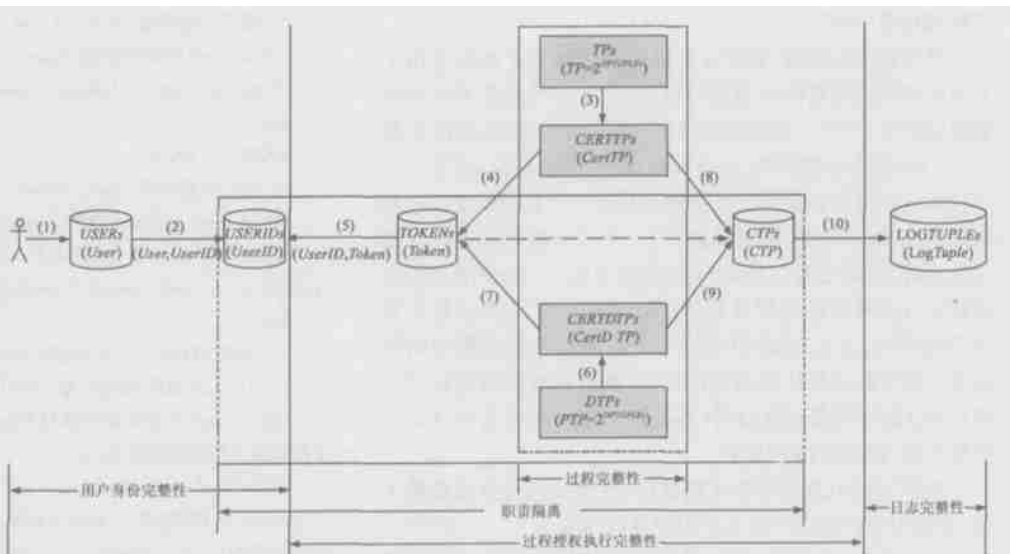 TPs
(3)
CERTTPs
(CertTP)
(4)
(8)
(1)
USERs
(User)
(2)
(User,UserID)
USERIDs
(UserID)
(5)
(UserID,Token)
TOKENs
(Token)
CTPs
(CTP)
(10)
LOGTUPLEs
(LogTuple)
(7)
(9)
CERTDTPs
(CertD TP)
(6)
DTPs
用户身份完整性
过程完整性
职责隔离
日志完整性
过程授权执行完整性